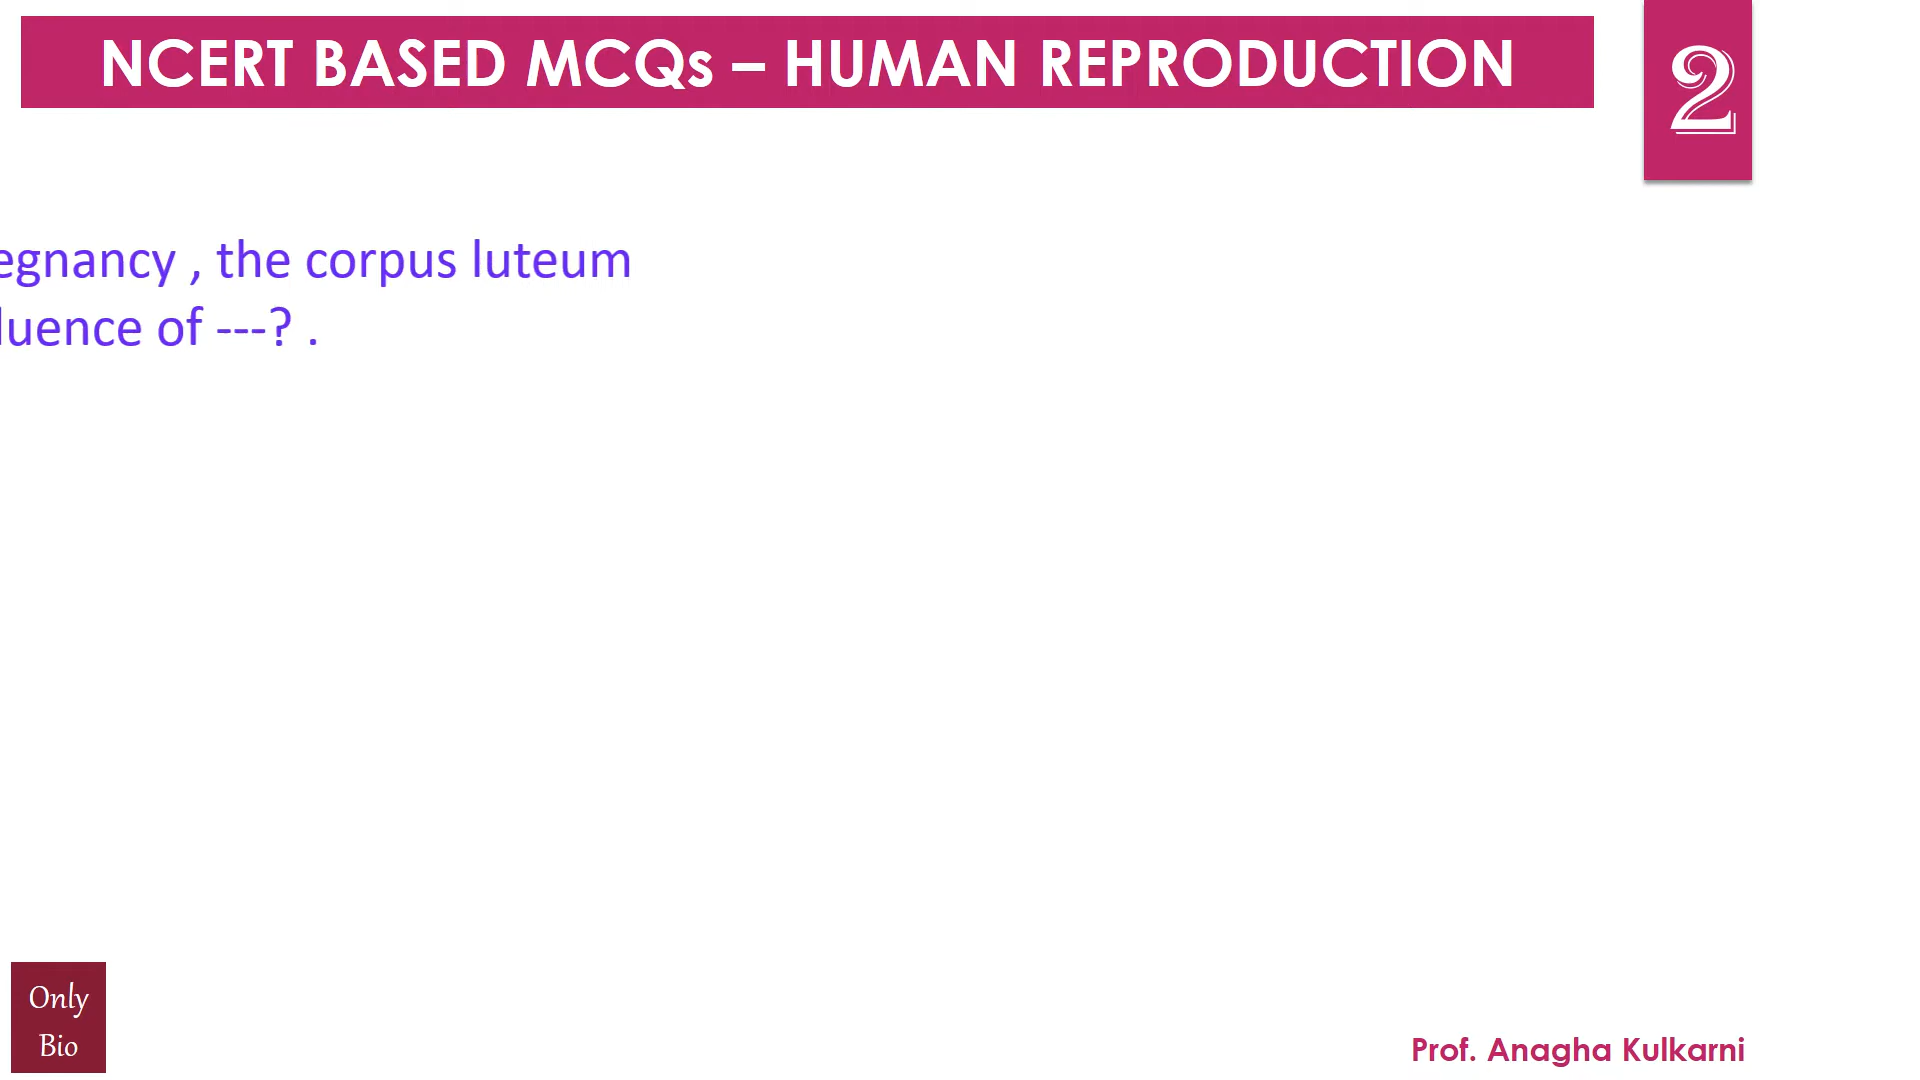 NCERT BASED MCQs – HUMAN REPRODUCTION
2
egnancy , the corpus luteum
luence of ---? .
Only
Bio
Prof. Anagha Kulkarni